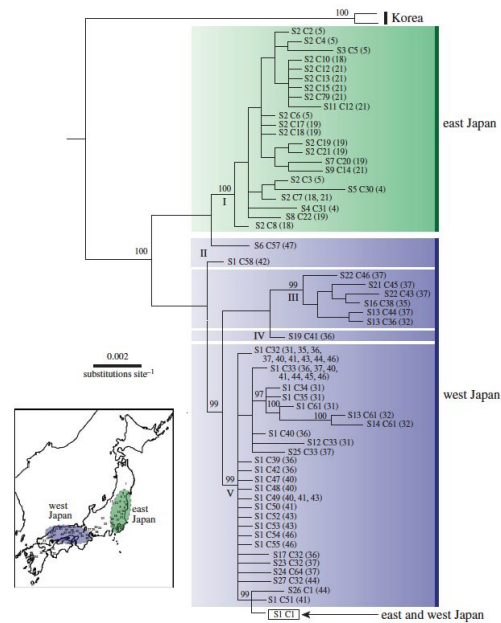 100
Korea
S2 C2 (5)
S2 C4 (5)
S3 C5 (5)
S2 C10 (18)
S2 C12 (21)
S2 C13 (21)
S2 C15 (21)
S2 C79 (21)
S11 C12 (21)
S2 C6 (5)
S2 C17 (19)
S2 C18 (19)
S2 C19 (19)
S2 C21 (19)
S7 C20 (19)
S9 C14 (21)
S2 C3 (5)
S5 C30 (4)
S2 C7 (18, 21)
S4 C31 (4)
S8 C22 (19)
S2 C8 (18)
100
I
east Japan
S6 C57 (47)
II
S1 C58 (42)
100
S22 C46 (37)
S21 C45 (37)
S22 C43 (37)
S16 C38 (35)
S13 C44 (37)
S13 C36 (32)
99
III
IV
S19 C41 (36)
S1 C32 (31, 35, 36,
37, 40, 41, 43, 44, 46)
S1 C33 (36, 37, 40,
41, 44, 45, 46)
S1 C34 (31)
97
S1 C35 (31)
S1 C61 (31)
100
S13 C61 (32)
100
S14 C61 (32)
S1 C40 (36)
S12 C33 (31)
S25 C33 (37)
S1 C39 (36)
S1 C42 (36)
S1 C47 (40)
S1 C48 (40)
S1 C49 (40, 41, 43)
S1 C50 (41)
S1 C52 (43)
S1 C53 (43)
S1 C54 (46)
S1 C55 (46)
S17 C32 (36)
S23 C32 (37)
S24 C64 (37)
S27 C32 (44)
S26 C1 (44)
S1 C51 (41)
S1 C1
99
99
V
99
west Japan
east and west Japan
0.002
substitutions site⁻¹
west
Japan
east
Japan